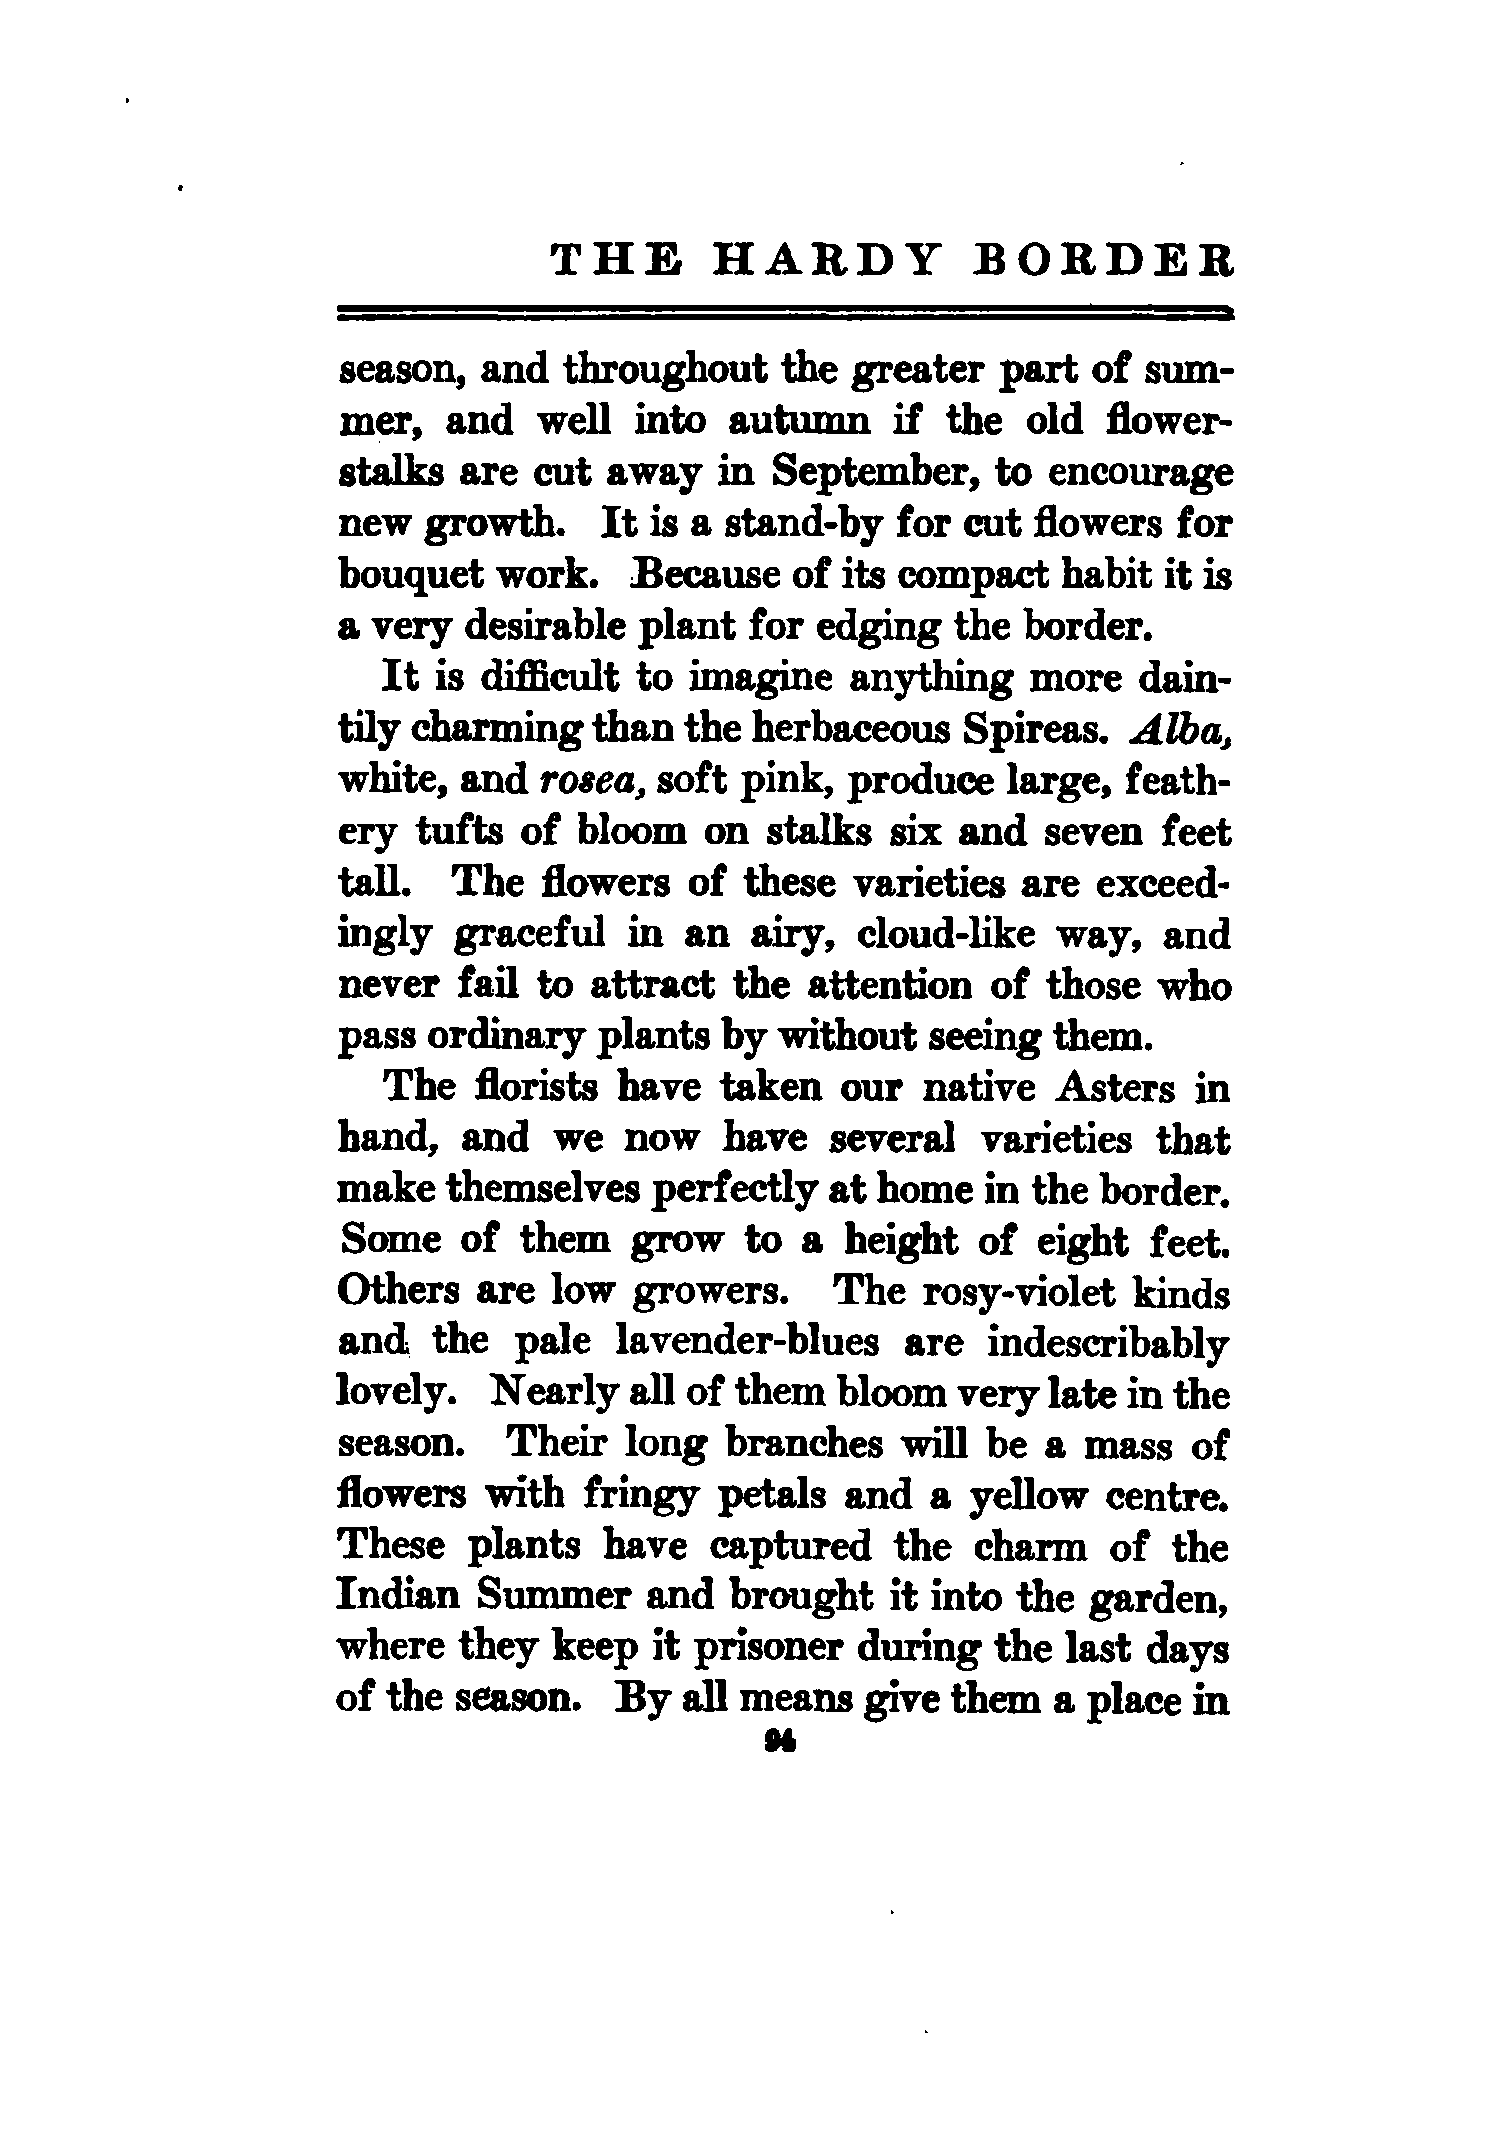 THE HARDY BORDER
season, and throughout the greater part of sum-
mer, and well into autumn if the old flower-
stalks are cut away in September, to encourage
new growth. It is a stand-by for cut flowers for
bouquet work. Because of its compact habit it is
a very desirable plant for edging the border.
It is difficult to imagine anything more dain-
tily charming than the herbaceous Spireas. Alba,
white, and rosea, soft pink, produce large, feath-
ery tufts of bloom on stalks six and seven feet
tall. The flowers of these varieties are exceed-
ingly graceful in an airy, cloud-like way, and
never fail to attract the attention of those who
pass ordinary plants by without seeing them.
The florists have taken our native Asters in
hand, and we now have several varieties that
make themselves perfectly at home in the border.
Some of them grow to a height of eight feet.
Others are low growers. The rosy-violet kinds
and the pale lavender-blues are indescribably
lovely. Nearly all of them bloom very late in the
season. Their long branches will be a mass of
flowers with fringy petals and a yellow centre.
These plants have captured the charm of the
Indian Summer and brought it into the garden,
where they keep it prisoner during the last days
of the season. By all means give them a place in
94